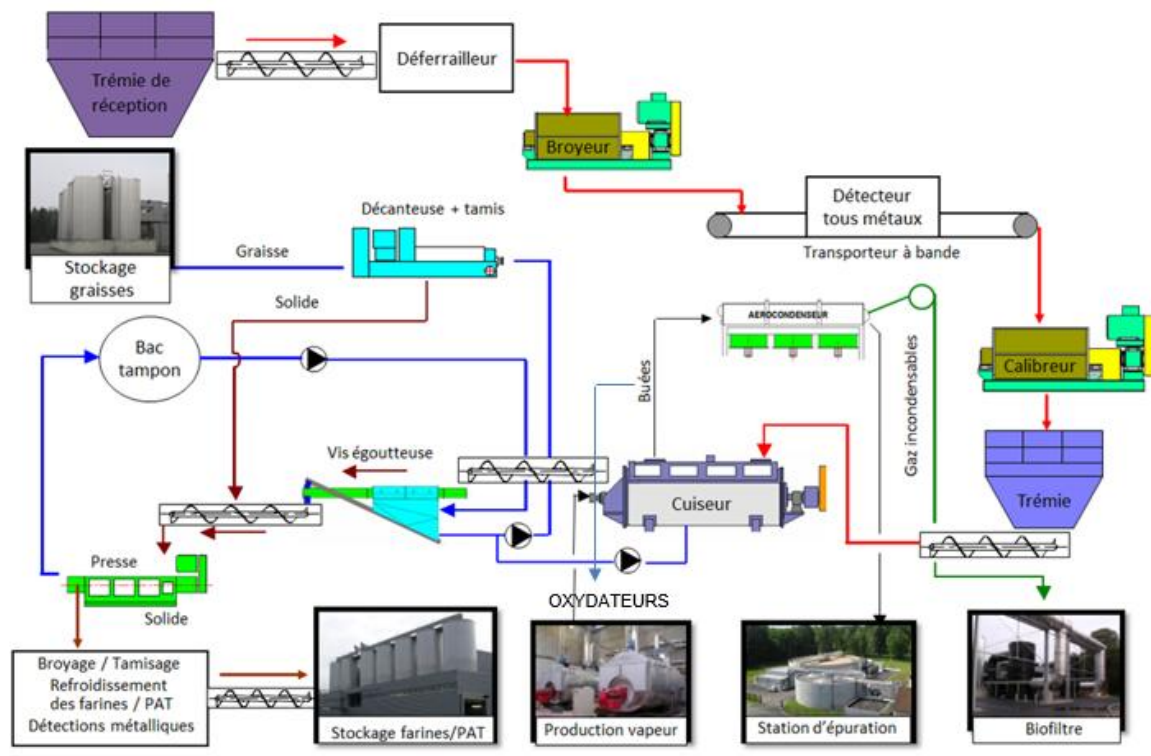 Trémie de
réception
Déferrailleur
Broyeur
Détecteur
tous métaux
Transporteur à bande
Décanteuse + tamis
Graisse
Stockage
graisses
Solide
AEROCONDENSEUR
Calibreur
Bac
tampon
Buées
Gaz incondensables
Vis égoutteuse
Cuiseur
Trémie
Presse
Solide
OXYDATEURS
Broyage / Tamisage
Refroidissement
des farines / PAT
Détections métalliques
Stockage farines/PAT
Production vapeur
Station d'épuration
Biofiltre